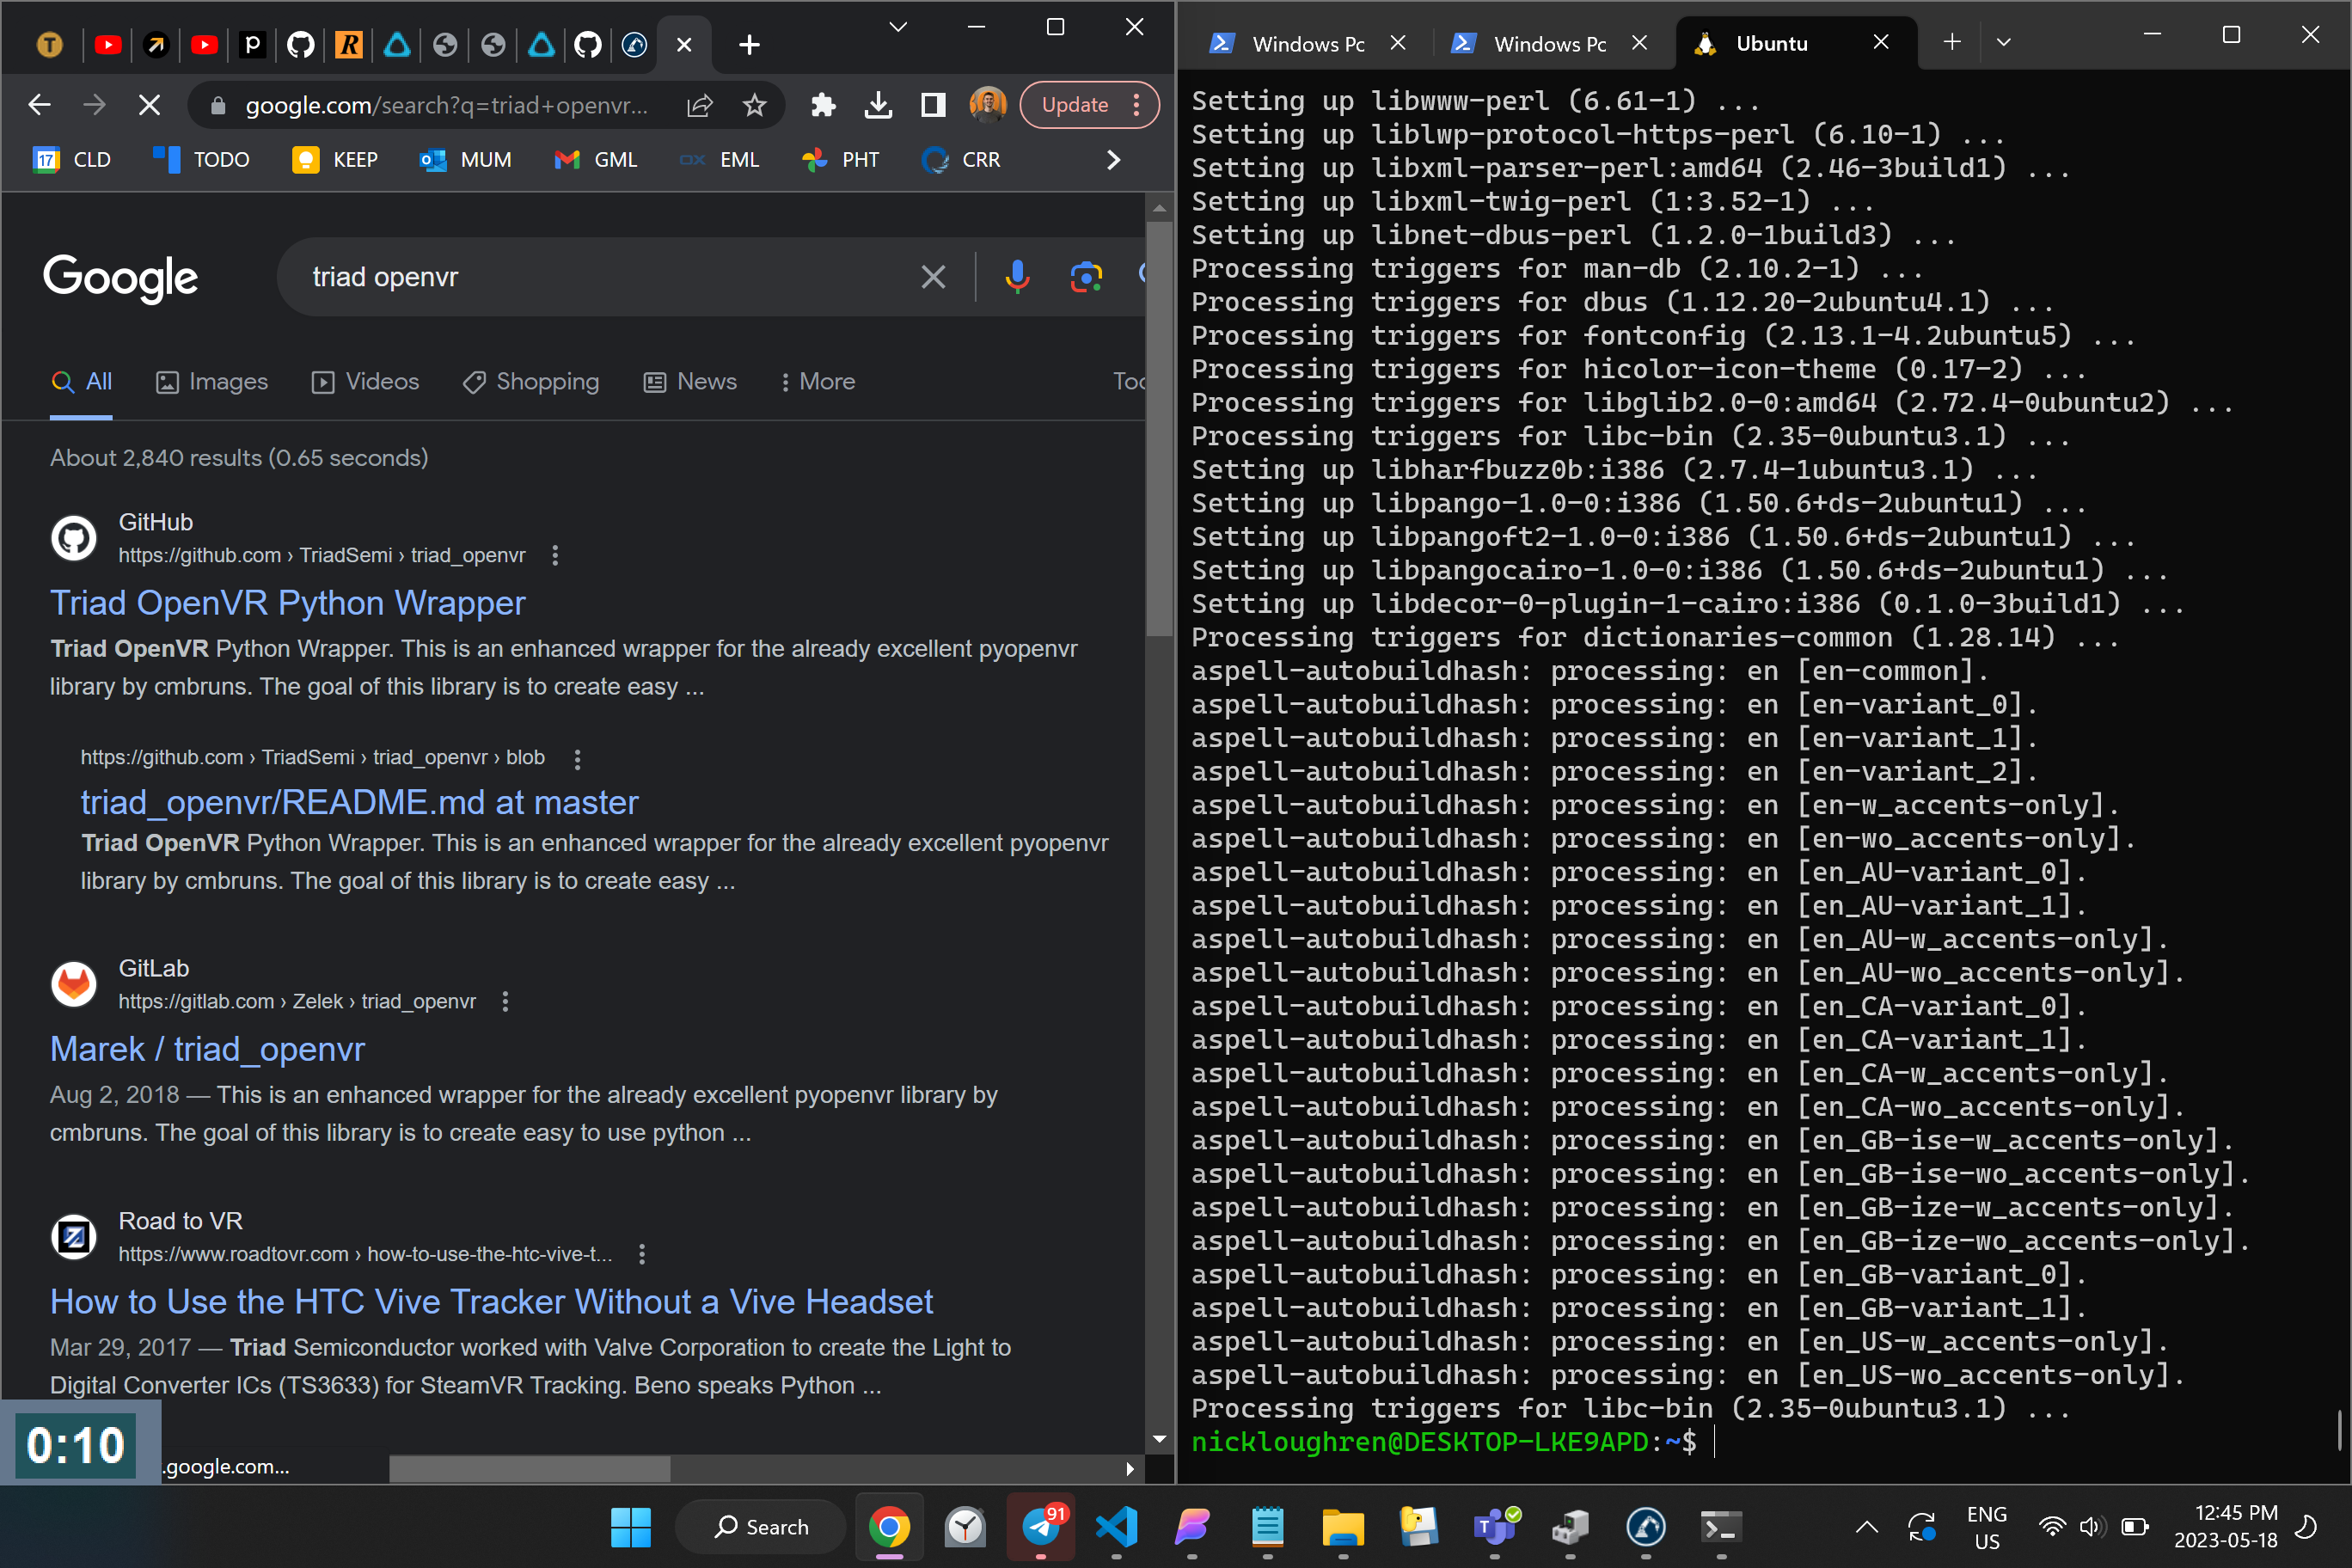 google.com/search?q=triad+openvr...
Update
CLD
TODO
KEEP
MUM
GML
EML
PHT
CRR
Google
triad openvr
All
Images
Videos
Shopping
News
More
About 2,840 results (0.65 seconds)
GitHub
https://github.com › TriadSemi › triad_openvr
Triad OpenVR Python Wrapper
Triad OpenVR Python Wrapper. This is an enhanced wrapper for the already excellent pyopenvr
library by cmbruns. The goal of this library is to create easy ...
https://github.com › TriadSemi › triad_openvr › blob
triad_openvr/README.md at master
Triad OpenVR Python Wrapper. This is an enhanced wrapper for the already excellent pyopenvr
library by cmbruns. The goal of this library is to create easy ...
GitLab
https://gitlab.com › Zelek › triad_openvr
Marek / triad_openvr
Aug 2, 2018 — This is an enhanced wrapper for the already excellent pyopenvr library by
cmbruns. The goal of this library is to create easy to use python ...
Road to VR
https://www.roadtovr.com › how-to-use-the-htc-vive-t...
How to Use the HTC Vive Tracker Without a Vive Headset
Mar 29, 2017 — Triad Semiconductor worked with Valve Corporation to create the Light to
Digital Converter ICs (TS3633) for SteamVR Tracking. Beno speaks Python ...
0:10
.google.com...
Windows Pc
Windows Pc
Ubuntu
Setting up libwww-perl (6.61-1) ...
Setting up liblwp-protocol-https-perl (6.10-1) ...
Setting up libxml-parser-perl:amd64 (2.46-3build1) ...
Setting up libxml-twig-perl (1:3.52-1) ...
Setting up libnet-dbus-perl (1.2.0-1build3) ...
Processing triggers for man-db (2.10.2-1) ...
Processing triggers for dbus (1.12.20-2ubuntu4.1) ...
Processing triggers for fontconfig (2.13.1-4.2ubuntu5) ...
Processing triggers for hicolor-icon-theme (0.17-2) ...
Processing triggers for libglib2.0-0:amd64 (2.72.4-0ubuntu2) ...
Processing triggers for libc-bin (2.35-0ubuntu3.1) ...
Setting up libharfbuzz0b:i386 (2.7.4-1ubuntu3.1) ...
Setting up libpango-1.0-0:i386 (1.50.6+ds-2ubuntu1) ...
Setting up libpangoft2-1.0-0:i386 (1.50.6+ds-2ubuntu1) ...
Setting up libpangocairo-1.0-0:i386 (1.50.6+ds-2ubuntu1) ...
Setting up libdecor-0-plugin-1-cairo:i386 (0.1.0-3build1) ...
Processing triggers for dictionaries-common (1.28.14) ...
aspell-autobuildhash: processing: en [en-common].
aspell-autobuildhash: processing: en [en-variant_0].
aspell-autobuildhash: processing: en [en-variant_1].
aspell-autobuildhash: processing: en [en-variant_2].
aspell-autobuildhash: processing: en [en-w_accents-only].
aspell-autobuildhash: processing: en [en-wo_accents-only].
aspell-autobuildhash: processing: en [en_AU-variant_0].
aspell-autobuildhash: processing: en [en_AU-variant_1].
aspell-autobuildhash: processing: en [en_AU-w_accents-only].
aspell-autobuildhash: processing: en [en_AU-wo_accents-only].
aspell-autobuildhash: processing: en [en_CA-variant_0].
aspell-autobuildhash: processing: en [en_CA-variant_1].
aspell-autobuildhash: processing: en [en_CA-w_accents-only].
aspell-autobuildhash: processing: en [en_CA-wo_accents-only].
aspell-autobuildhash: processing: en [en_GB-ise-w_accents-only].
aspell-autobuildhash: processing: en [en_GB-ise-wo_accents-only].
aspell-autobuildhash: processing: en [en_GB-ize-w_accents-only].
aspell-autobuildhash: processing: en [en_GB-ize-wo_accents-only].
aspell-autobuildhash: processing: en [en_GB-variant_0].
aspell-autobuildhash: processing: en [en_GB-variant_1].
aspell-autobuildhash: processing: en [en_US-w_accents-only].
aspell-autobuildhash: processing: en [en_US-wo_accents-only].
Processing triggers for libc-bin (2.35-0ubuntu3.1) ...
nickloughren@DESKTOP-LKE9APD:~$
Search
91
ENG
US
12:45 PM
2023-05-18